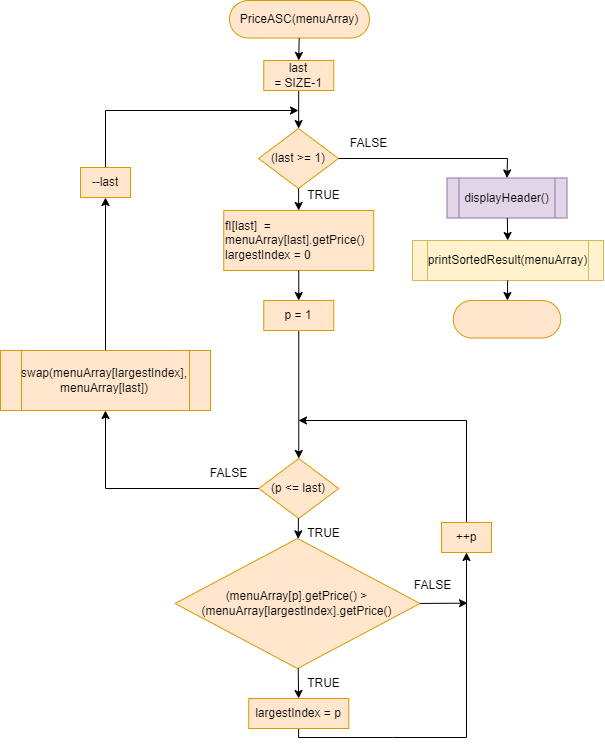 PriceASC(menuArray)
last
= SIZE-1
(last >= 1)
FALSE
TRUE
--last
displayHeader()
fl[last] =
menuArray[last].getPrice()
largestIndex = 0
printSortedResult(menuArray)
p = 1
swap(menuArray[largestIndex],
menuArray[last])
FALSE
(p <= last)
TRUE
++p
FALSE
(menuArray[p].getPrice() >
(menuArray[largestIndex].getPrice()
TRUE
largestIndex = p